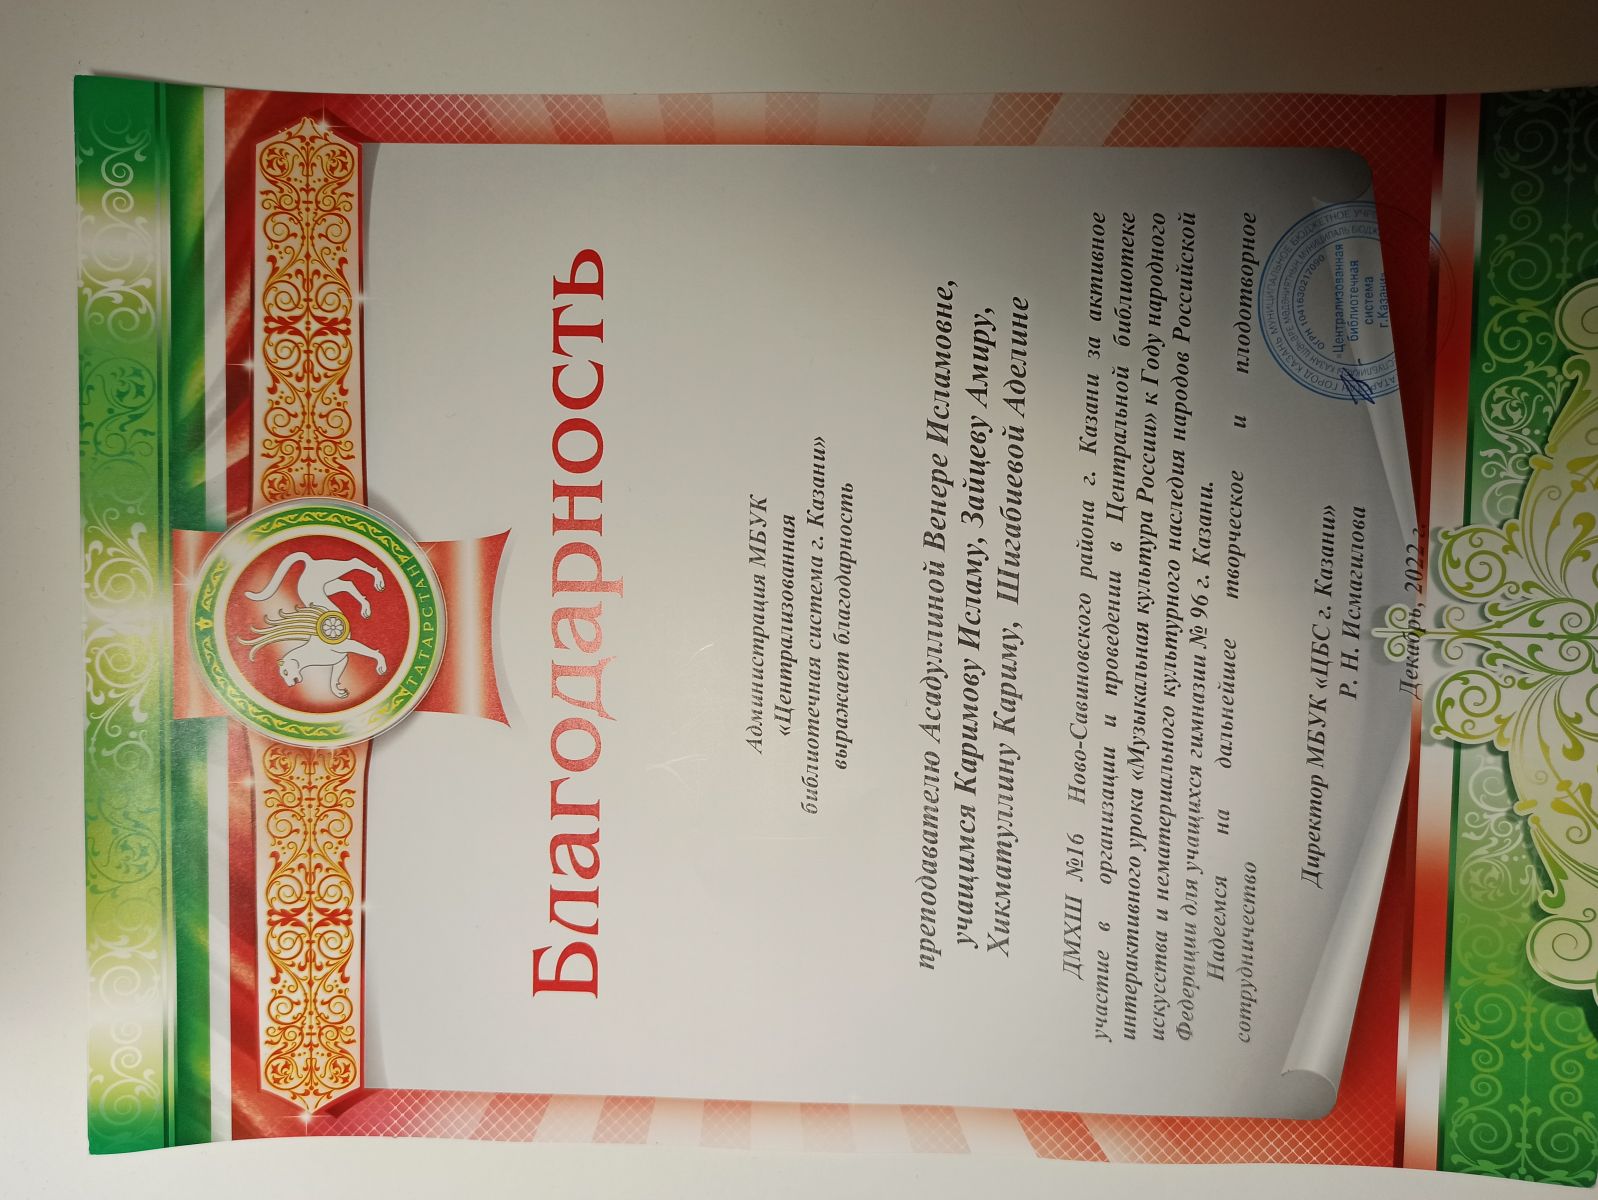 ТАТАРСТАН
Благодарность
Администрация МБУК
«Централизованная
библиотечная система г. Казани»
выражает благодарность
преподавателю Асадуллиной Венере Исламовне,
учащимся Каримову Исламу, Зайцеву Амиру,
Хикматуллину Кариму, Шигабиевой Аделине
ДМХШ №16 Ново-Савиновского района г. Казани за активное
участие в организации и проведении в Центральной библиотеке
интерактивного урока «Музыкальная культура России» к Году народного
искусства и нематериального культурного наследия народов Российской
Федерации для учащихся гимназии № 96 г. Казани.
Надеемся на дальнейшее творческое и плодотворное
сотрудничество
Директор МБУК «ЦБС г. Казани»
Р. Н. Исмагилова
ОГРН 1041630217090
«Централизованная
библиотечная
система
г.Казани»
Декабрь, 2022 г.